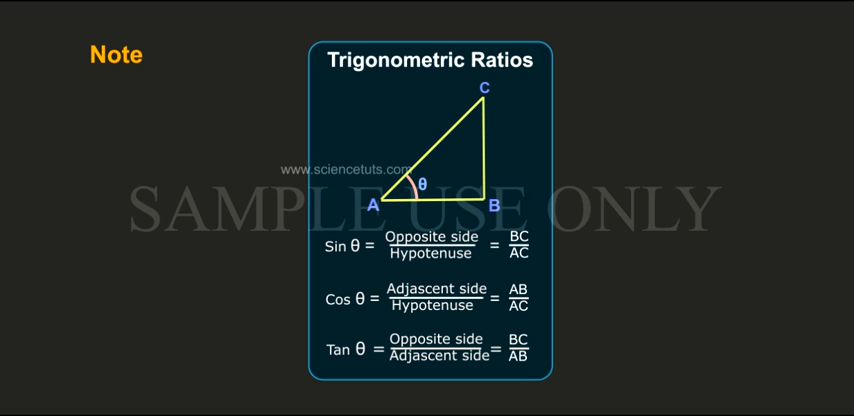 Note
Trigonometric Ratios
C
www.sciencetuts.com
θ
A
B
SAMPLE USE ONLY
Sin θ = Opposite side / Hypotenuse = BC / AC
Cos θ = Adjascent side / Hypotenuse = AB / AC
Tan θ = Opposite side / Adjascent side = BC / AB